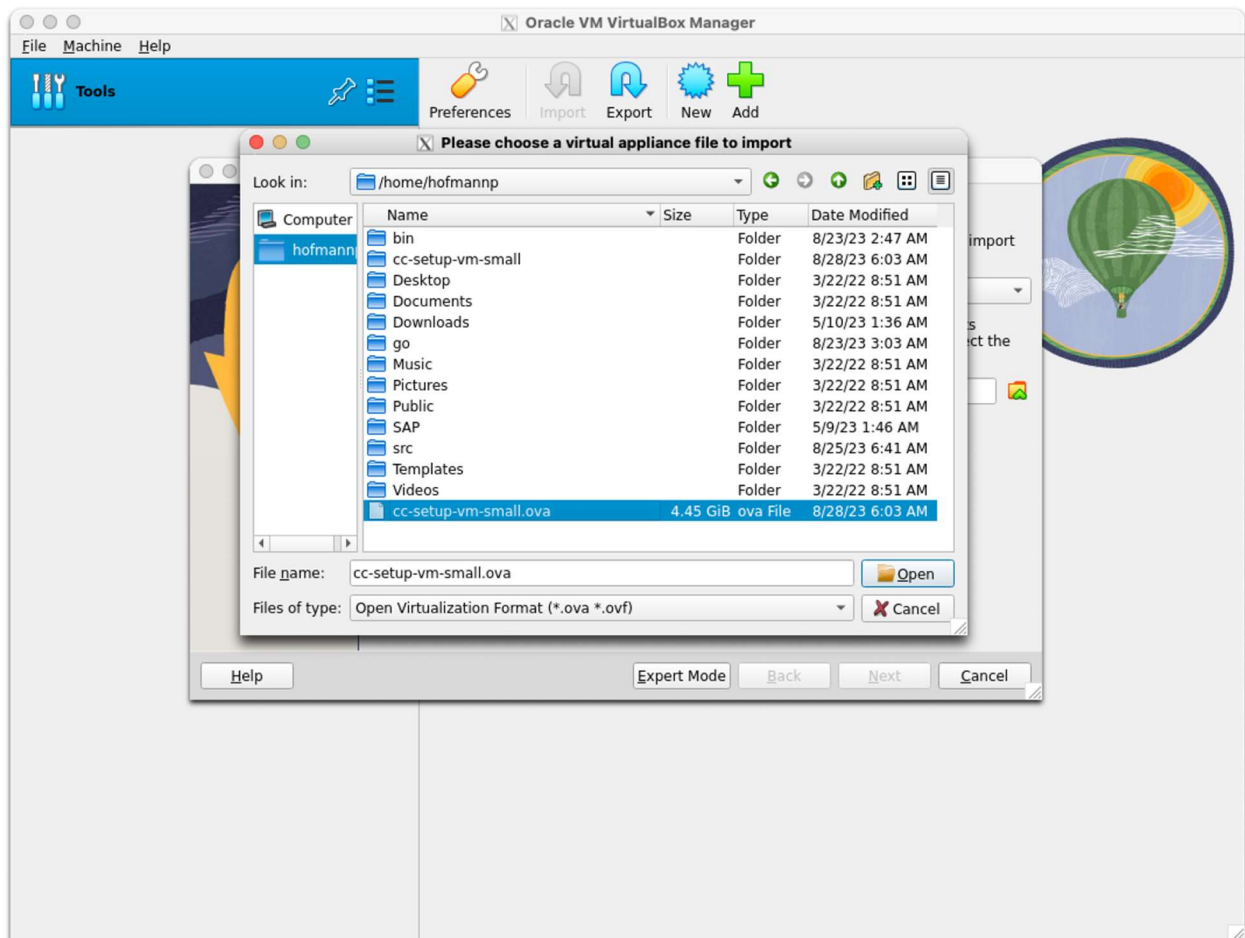 Oracle VM VirtualBox Manager
File Machine Help
Tools
Preferences Import Export New Add
Please choose a virtual appliance file to import
Look in: /home/hofmannp
Computer
hofmann
Name Size Type Date Modified
bin Folder 8/23/23 2:47 AM
cc-setup-vm-small Folder 8/28/23 6:03 AM
Desktop Folder 3/22/22 8:51 AM
Documents Folder 3/22/22 8:51 AM
Downloads Folder 5/10/23 1:36 AM
go Folder 8/23/23 3:03 AM
Music Folder 3/22/22 8:51 AM
Pictures Folder 3/22/22 8:51 AM
Public Folder 3/22/22 8:51 AM
SAP Folder 5/9/23 1:46 AM
src Folder 8/25/23 6:41 AM
Templates Folder 3/22/22 8:51 AM
Videos Folder 3/22/22 8:51 AM
cc-setup-vm-small.ova 4.45 GiB ova File 8/28/23 6:03 AM
File name: cc-setup-vm-small.ova Open
Files of type: Open Virtualization Format (*.ova *.ovf) Cancel
import
the
Help Expert Mode Back Next Cancel